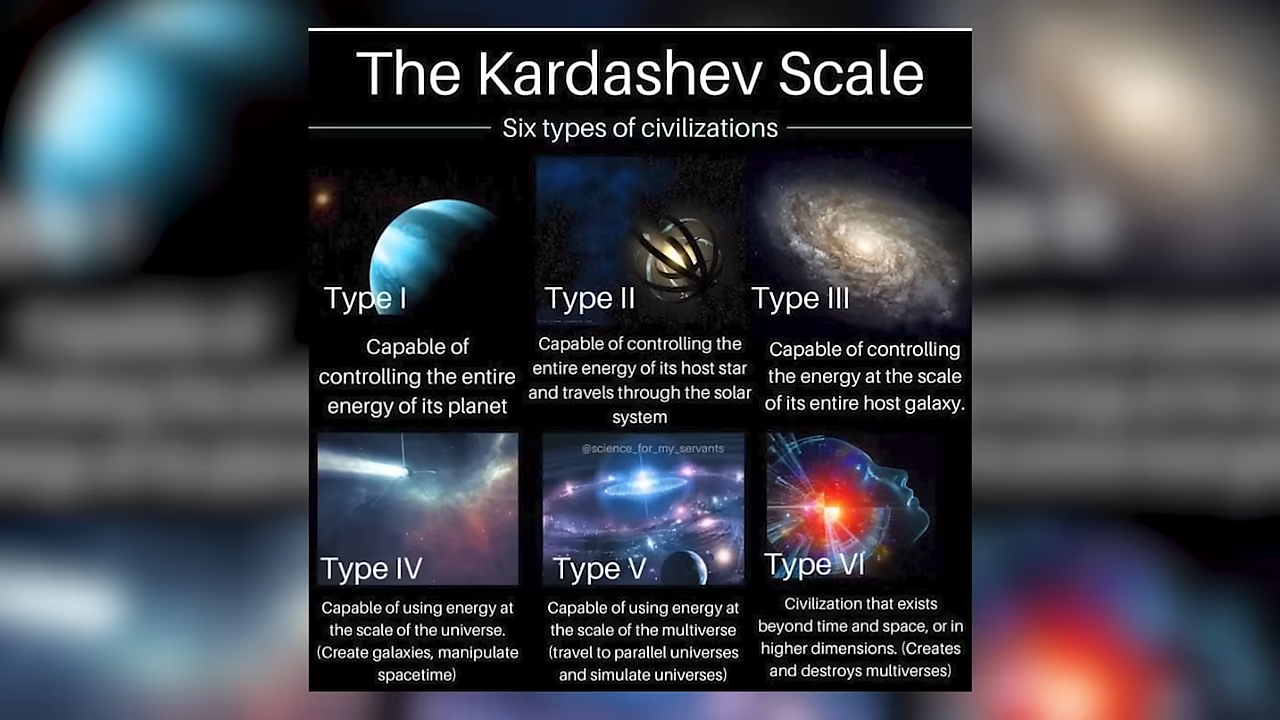 The Kardashev Scale
Six types of civilizations
Type I
Capable of
controlling the entire
energy of its planet
Type II
Capable of controlling the
entire energy of its host star
and travels through the solar
system
Type III
Capable of controlling
the energy at the scale
of its entire host galaxy.
Type IV
Capable of using energy at
the scale of the universe.
(Create galaxies, manipulate
spacetime)
@science_for_my_servants
Type V
Capable of using energy at
the scale of the multiverse
(travel to parallel universes
and simulate universes)
Type VI
Civilization that exists
beyond time and space, or in
higher dimensions. (Creates
and destroys multiverses)